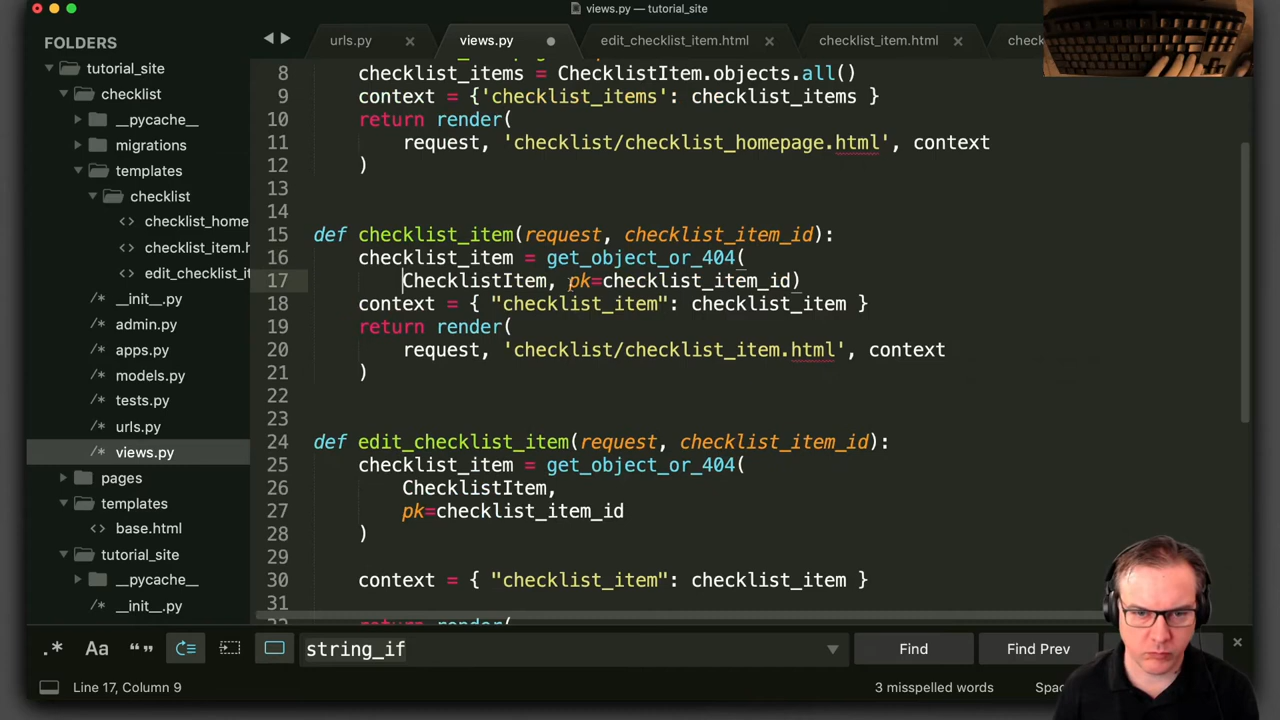 views.py — tutorial_site
FOLDERS
tutorial_site
checklist
__pycache__
migrations
templates
checklist
<> checklist_home
<> checklist_item.h
<> edit_checklist_it
/* __init__.py
/* admin.py
/* apps.py
/* models.py
/* tests.py
/* urls.py
/* views.py
pages
templates
<> base.html
tutorial_site
__pycache__
/* __init__.py
urls.py
views.py
edit_checklist_item.html
checklist_item.html
check
8 checklist_items = ChecklistItem.objects.all()
9 context = {'checklist_items': checklist_items }
10 return render(
11 request, 'checklist/checklist_homepage.html', context
12 )
13
14
15 def checklist_item(request, checklist_item_id):
16 checklist_item = get_object_or_404(
17 ChecklistItem, pk=checklist_item_id)
18 context = { "checklist_item": checklist_item }
19 return render(
20 request, 'checklist/checklist_item.html', context
21 )
22
23
24 def edit_checklist_item(request, checklist_item_id):
25 checklist_item = get_object_or_404(
26 ChecklistItem,
27 pk=checklist_item_id
28 )
29
30 context = { "checklist_item": checklist_item }
31
.* Aa “” string_if Find Find Prev
Line 17, Column 9 3 misspelled words Spac